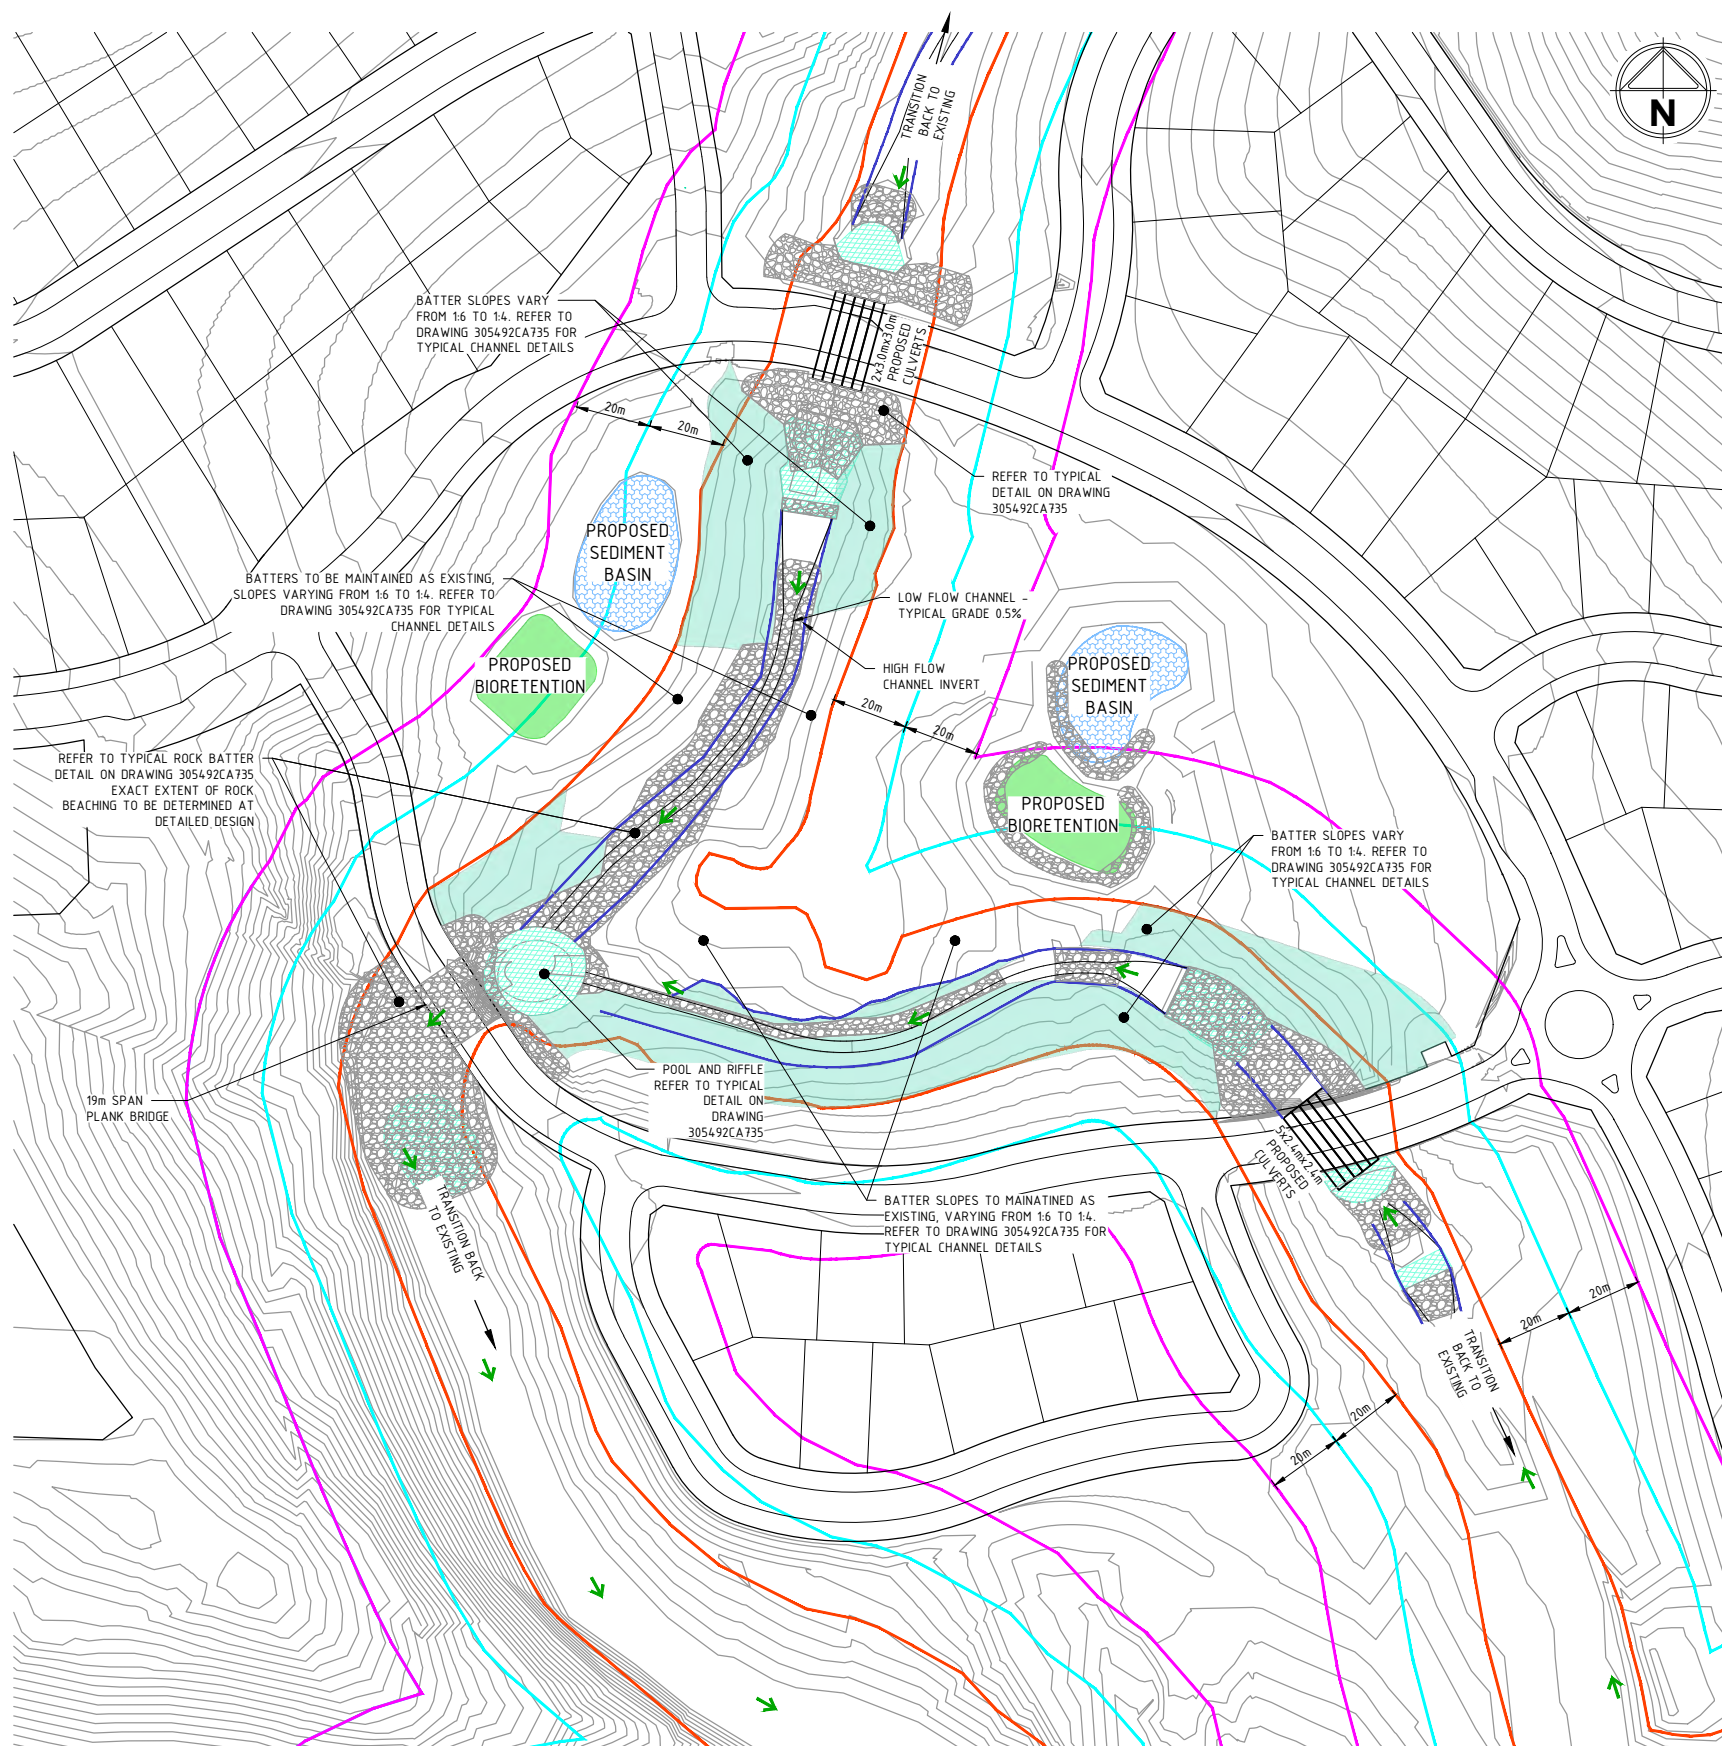 TRANSITION
BACK TO
EXISTING
N
BATTER SLOPES VARY
FROM 1:6 TO 1:4. REFER TO
DRAWING 305492CA735 FOR
TYPICAL CHANNEL DETAILS
2x3.0mx3.0m
PROPOSED
CULVERTS
20m
20m
REFER TO TYPICAL
DETAIL ON DRAWING
305492CA735
PROPOSED
SEDIMENT
BASIN
BATTERS TO BE MAINTAINED AS EXISTING,
SLOPES VARYING FROM 1:6 TO 1:4. REFER TO
DRAWING 305492CA735 FOR TYPICAL
CHANNEL DETAILS
LOW FLOW CHANNEL -
TYPICAL GRADE 0.5%
PROPOSED
BIORETENTION
HIGH FLOW
CHANNEL INVERT
PROPOSED
SEDIMENT
BASIN
20m
20m
REFER TO TYPICAL ROCK BATTER
DETAIL ON DRAWING 305492CA735
EXACT EXTENT OF ROCK
BEACHING TO BE DETERMINED AT
DETAILED DESIGN
PROPOSED
BIORETENTION
BATTER SLOPES VARY
FROM 1:6 TO 1:4. REFER TO
DRAWING 305492CA735 FOR
TYPICAL CHANNEL DETAILS
19m SPAN
PLANK BRIDGE
POOL AND RIFFLE
REFER TO TYPICAL
DETAIL ON
DRAWING
305492CA735
5x2.4mx2.4m
PROPOSED
CULVERTS
TRANSITION BACK
TO EXISTING
BATTER SLOPES TO MAINATINED AS
EXISTING, VARYING FROM 1:6 TO 1:4.
REFER TO DRAWING 305492CA735 FOR
TYPICAL CHANNEL DETAILS
20m
20m
TRANSITION
BACK TO
EXISTING
20m
20m